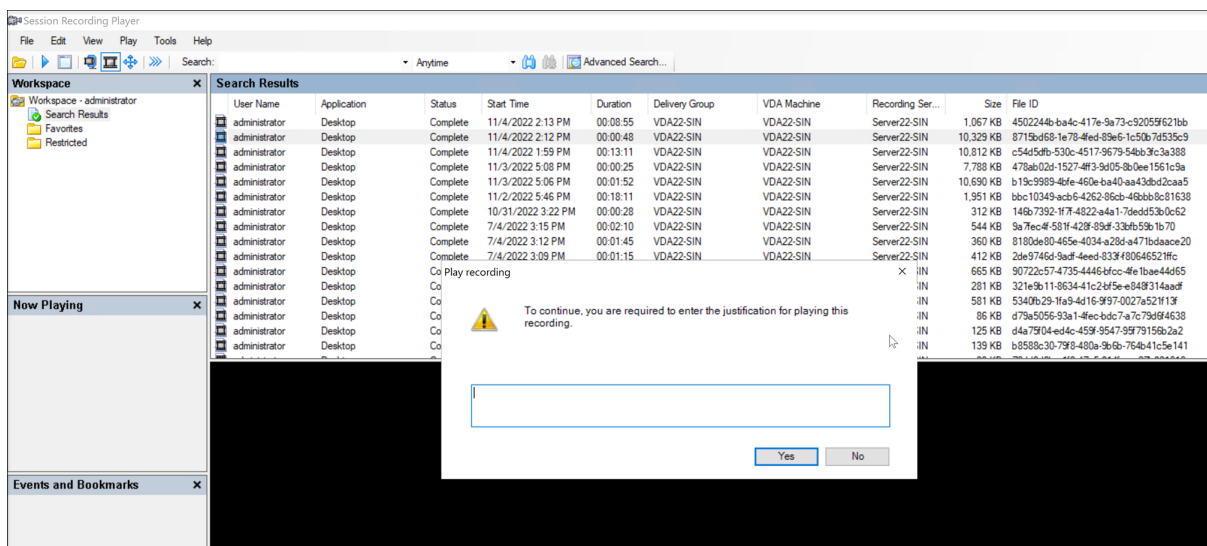 Session Recording Player
File Edit View Play Tools Help
Search: Anytime Advanced Search...
Workspace x Search Results
Workspace - administrator
Search Results
Favorites
Restricted
User Name Application Status Start Time Duration Delivery Group VDA Machine Recording Ser... Size File ID
administrator Desktop Complete 11/4/2022 2:13 PM 00:08:55 VDA22-SIN VDA22-SIN Server22-SIN 1,067 KB 4502244b-ba4c-417e-9a73-c92055f621bb
administrator Desktop Complete 11/4/2022 2:12 PM 00:00:48 VDA22-SIN VDA22-SIN Server22-SIN 10,329 KB 8715bd68-1e78-4fed-89e6-1c50b7d535c9
administrator Desktop Complete 11/4/2022 1:59 PM 00:13:11 VDA22-SIN VDA22-SIN Server22-SIN 10,812 KB c54d5dfb-530c-4517-9679-54bb3fc3a388
administrator Desktop Complete 11/3/2022 5:08 PM 00:00:25 VDA22-SIN VDA22-SIN Server22-SIN 7,788 KB 478ab02d-1527-4ff3-9d05-8b0ee1561c9a
administrator Desktop Complete 11/3/2022 5:06 PM 00:01:52 VDA22-SIN VDA22-SIN Server22-SIN 10,690 KB b19c9989-4bfe-460e-ba40-aa43dbd2caa5
administrator Desktop Complete 11/2/2022 5:46 PM 00:18:11 VDA22-SIN VDA22-SIN Server22-SIN 1,951 KB bbc10349-acb6-4262-86cb-46bbb8c81638
administrator Desktop Complete 10/31/2022 3:22 PM 00:00:28 VDA22-SIN VDA22-SIN Server22-SIN 312 KB 146b7392-1f7f-4822-a4a1-7dedd53b0c62
administrator Desktop Complete 7/4/2022 3:15 PM 00:02:10 VDA22-SIN VDA22-SIN Server22-SIN 544 KB 9a7fec4f-581f-428f-89df-33bfb59b1b70
administrator Desktop Complete 7/4/2022 3:12 PM 00:01:45 VDA22-SIN VDA22-SIN Server22-SIN 360 KB 8180de80-465e-4034-a28d-a471bdaace20
administrator Desktop Complete 7/4/2022 3:09 PM 00:01:15 VDA22-SIN VDA22-SIN Server22-SIN 412 KB 2de9746d-9adf-4eed-833f-f80646521ffc
administrator Desktop Co IN 665 KB 90722c57-4735-4446-bfcc-4fe1bae44d65
administrator Desktop Co IN 281 KB 321e9b11-8634-41c2-bf5e-e848f314aadf
administrator Desktop Co IN 581 KB 5340fb29-1fa9-4d16-9f97-0027a521f13f
administrator Desktop Co IN 86 KB d79a5056-93a1-4fec-bdc7-a7c79d6f4638
administrator Desktop Co IN 125 KB d4a75f04-ed4c-459f-9547-95f79156b2a2
administrator Desktop Co IN 139 KB b8588c30-79f8-480a-9b6b-764b41c5e141
Play recording
To continue, you are required to enter the justification for playing this
recording.
Yes No
Now Playing x
Events and Bookmarks x